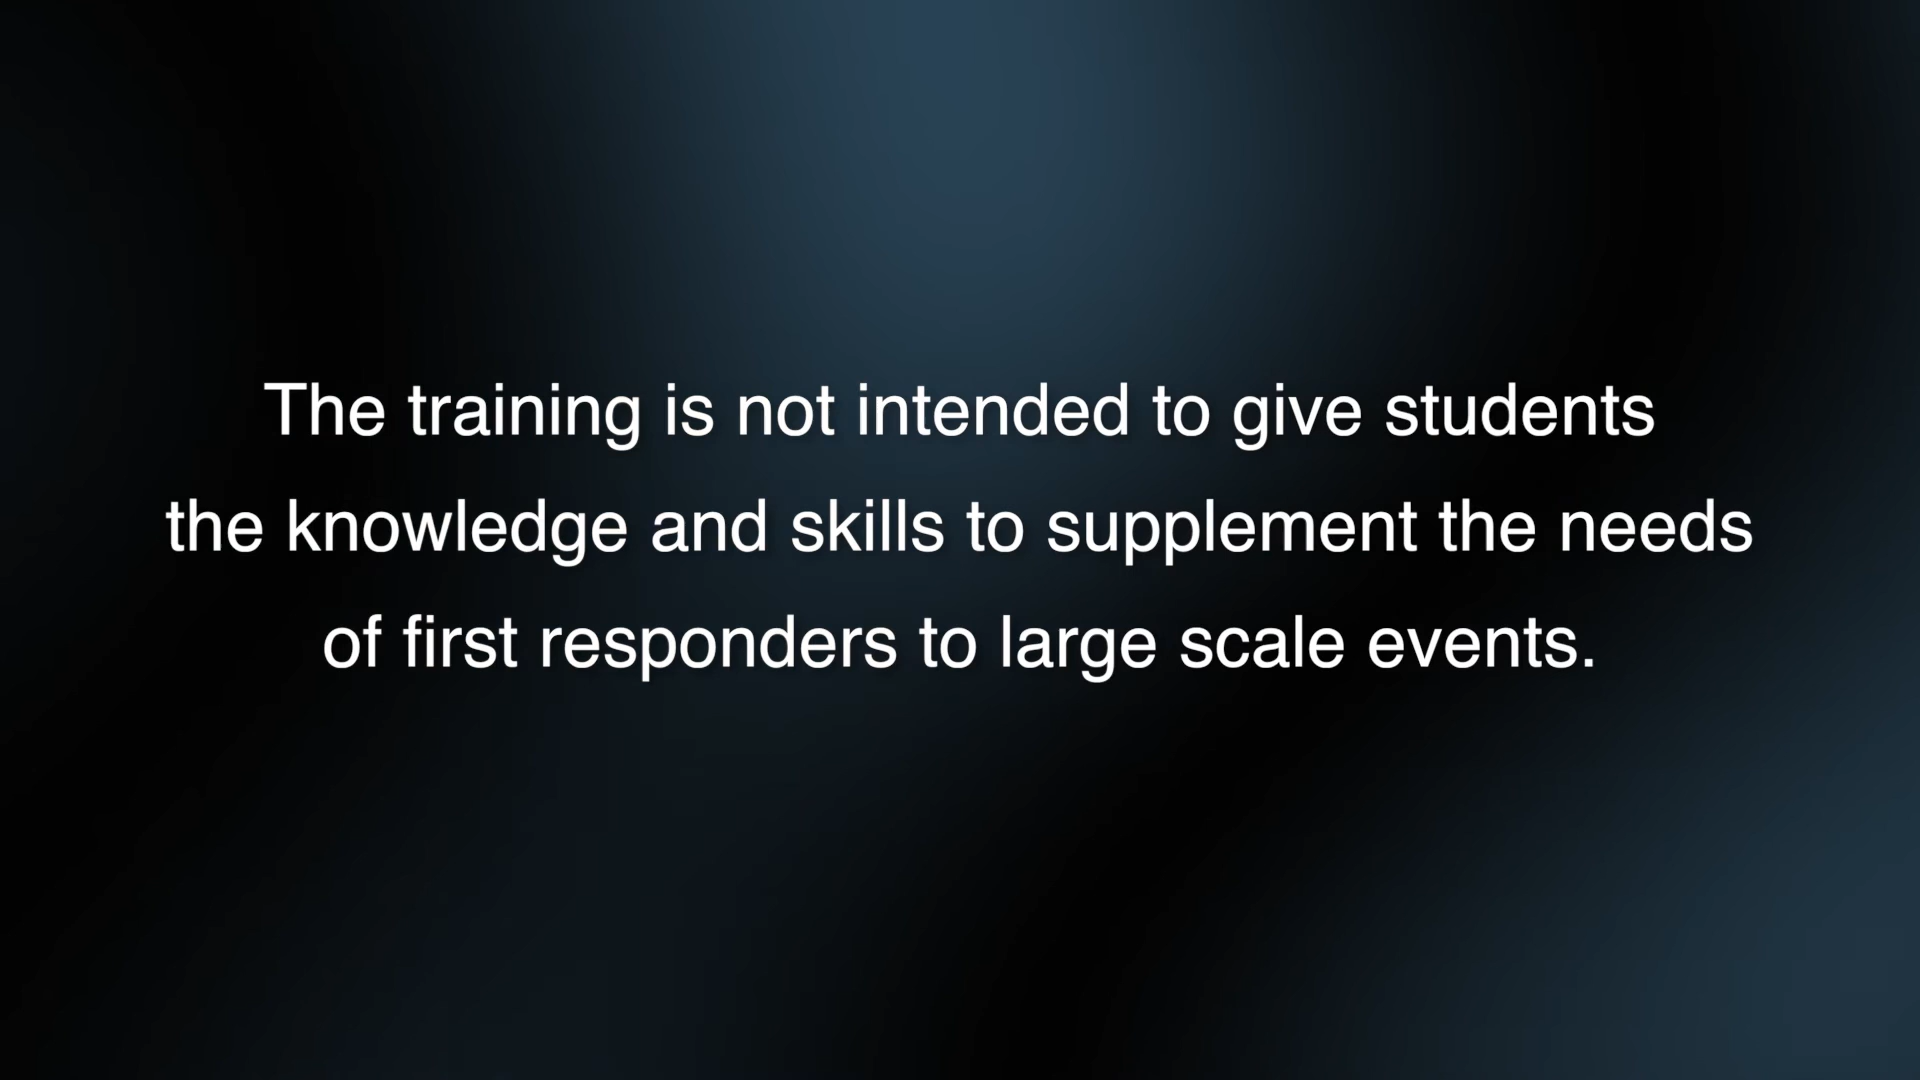 The training is not intended to give students
the knowledge and skills to supplement the needs
of first responders to large scale events.